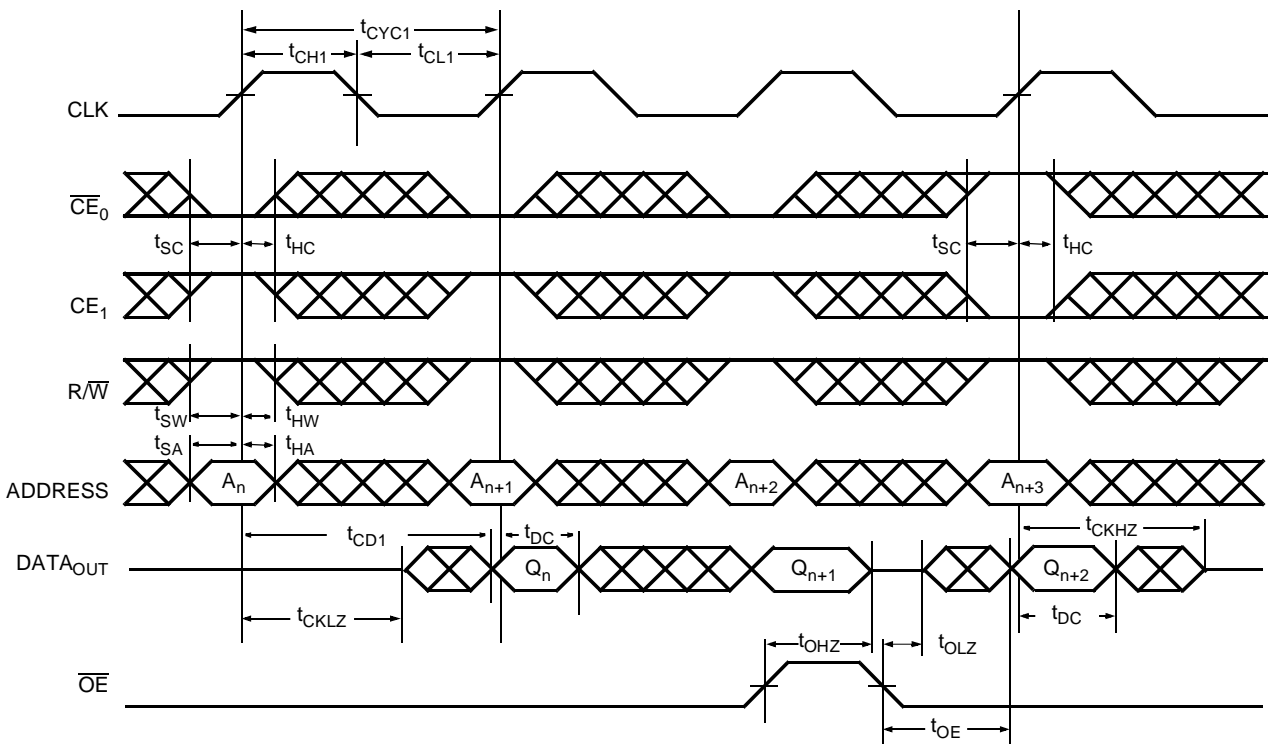 tCYC1
tCH1
tCL1
CLK
CE0
tSC
tHC
tSC
tHC
CE1
R/W
tSW
tHW
tSA
tHA
ADDRESS
An
An+1
An+2
An+3
tCD1
tDC
tCKHZ
DATAOUT
Qn
Qn+1
Qn+2
tCKLZ
tDC
tOHZ
tOLZ
OE
tOE